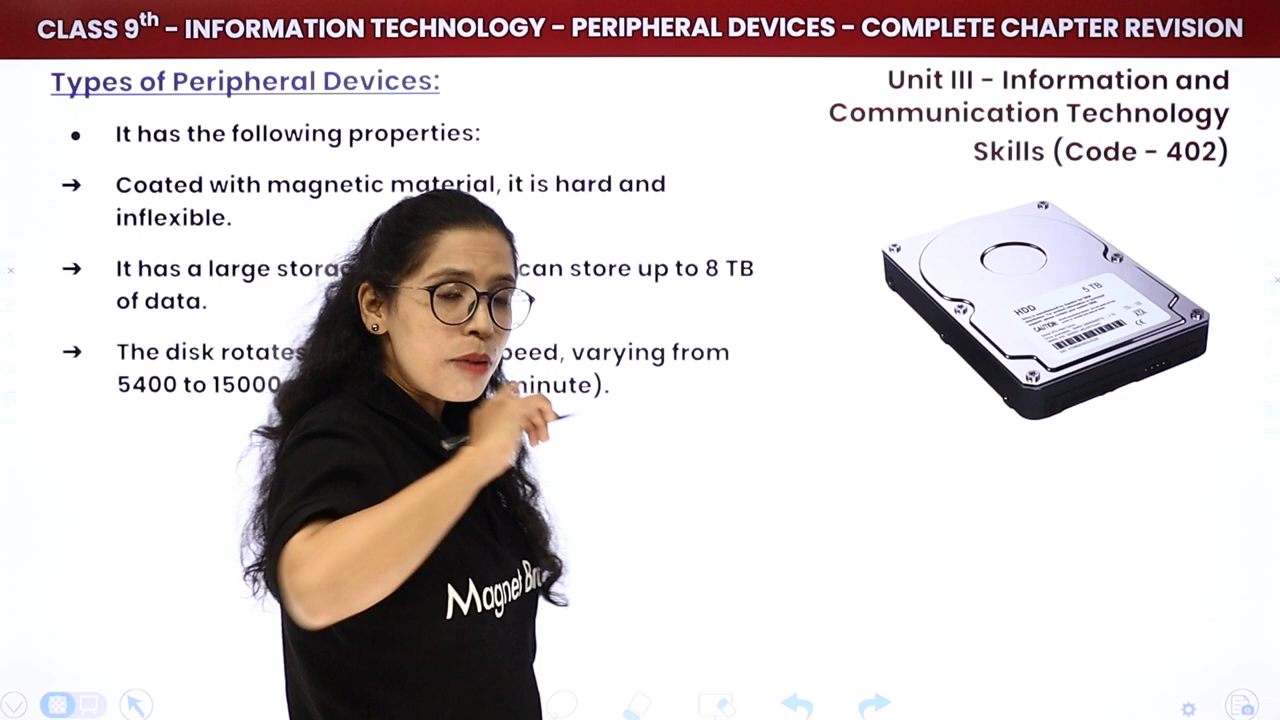 CLASS 9th - INFORMATION TECHNOLOGY - PERIPHERAL DEVICES - COMPLETE CHAPTER REVISION
Types of Peripheral Devices:
Unit III - Information and
Communication Technology
Skills (Code - 402)
• It has the following properties:
→ Coated with magnetic material, it is hard and
inflexible.
→ It has a large can store up to 8 TB
of data.
→ The disk rotates varying from
5400 to 15000 minute).
5 TB
HDD
CAUTION
Magnet